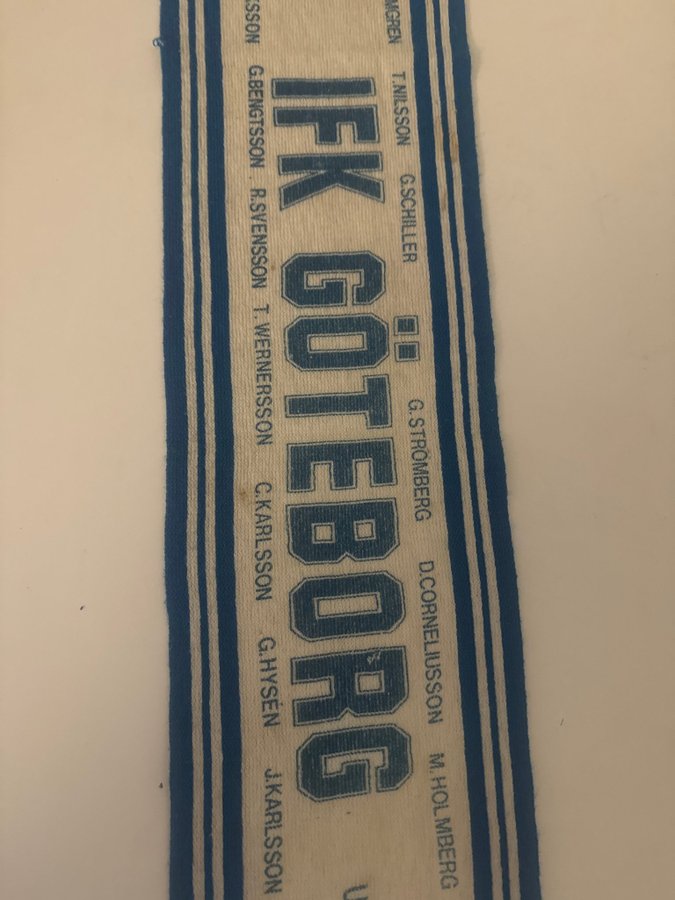 T.NILSSON G.SCHILLER G.STRÖMBERG D.CORNELIUSSON M.HOLMBERG
IFK GÖTEBORG
G.BENGTSSON R.SVENSSON T. WERNERSSON C.KARLSSON G.HYSÉN J.KARLSSON